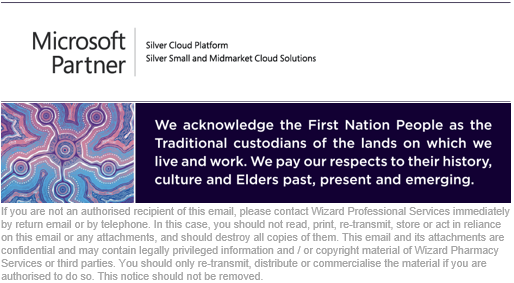 Microsoft
Partner
Silver Cloud Platform
Silver Small and Midmarket Cloud Solutions
We acknowledge the First Nation People as the
Traditional custodians of the lands on which we
live and work. We pay our respects to their history,
culture and Elders past, present and emerging.
If you are not an authorised recipient of this email, please contact Wizard Professional Services immediately
by return email or by telephone. In this case, you should not read, print, re-transmit, store or act in reliance
on this email or any attachments, and should destroy all copies of them. This email and its attachments are
confidential and may contain legally privileged information and / or copyright material of Wizard Pharmacy
Services or third parties. You should only re-transmit, distribute or commercialise the material if you are
authorised to do so. This notice should not be removed.